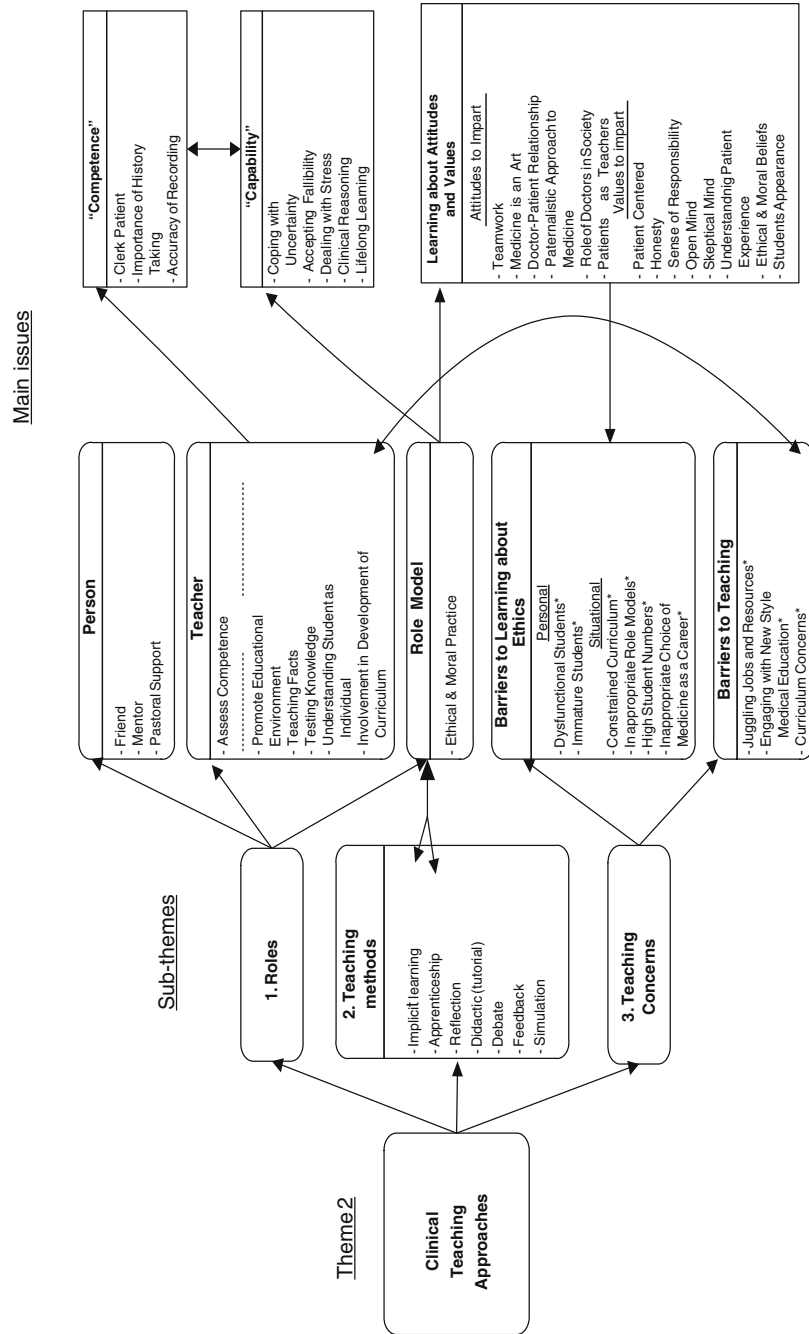 Theme 2
Sub-themes
Main issues
Clinical
Teaching
Approaches
1. Roles
2. Teaching
methods
- Implicit learning
- Apprenticeship
- Reflection
- Didactic (tutorial)
- Debate
- Feedback
- Simulation
3. Teaching
Concerns
Person
- Friend
- Mentor
- Pastoral Support
Teacher
- Assess Competence
- Promote Educational
Environment
- Teaching Facts
- Testing Knowledge
- Understanding Student as
Individual
- Involvement in Development of
Curriculum
Role Model
- Ethical & Moral Practice
Barriers to Learning about
Ethics
Personal
- Dysfunctional Students*
- Immature Students*
Situational
- Constrained Curriculum*
- Inappropriate Role Models*
- High Student Numbers*
- Inappropriate Choice of
Medicine as a Career*
Barriers to Teaching
- Juggling Jobs and Resources*
- Engaging with New Style
Medical Education*
- Curriculum Concerns*
"Competence"
- Clerk Patient
- Importance of History
Taking
- Accuracy of Recording
"Capability"
- Coping with
Uncertainty
- Accepting Fallibility
- Dealing with Stress
- Clinical Reasoning
- Lifelong Learning
Learning about Attitudes
and Values
Attitudes to Impart
- Teamwork
- Medicine is an Art
- Doctor-Patient Relationship
- Paternalistic Approach to
Medicine
- Role of Doctors in Society
- Patients as Teachers
Values to impart
- Patient Centered
- Honesty
- Sense of Responsibility
- Open Mind
- Skeptical Mind
- Understandnig Patient
Experience
- Ethical & Moral Beliefs
- Students Appearance